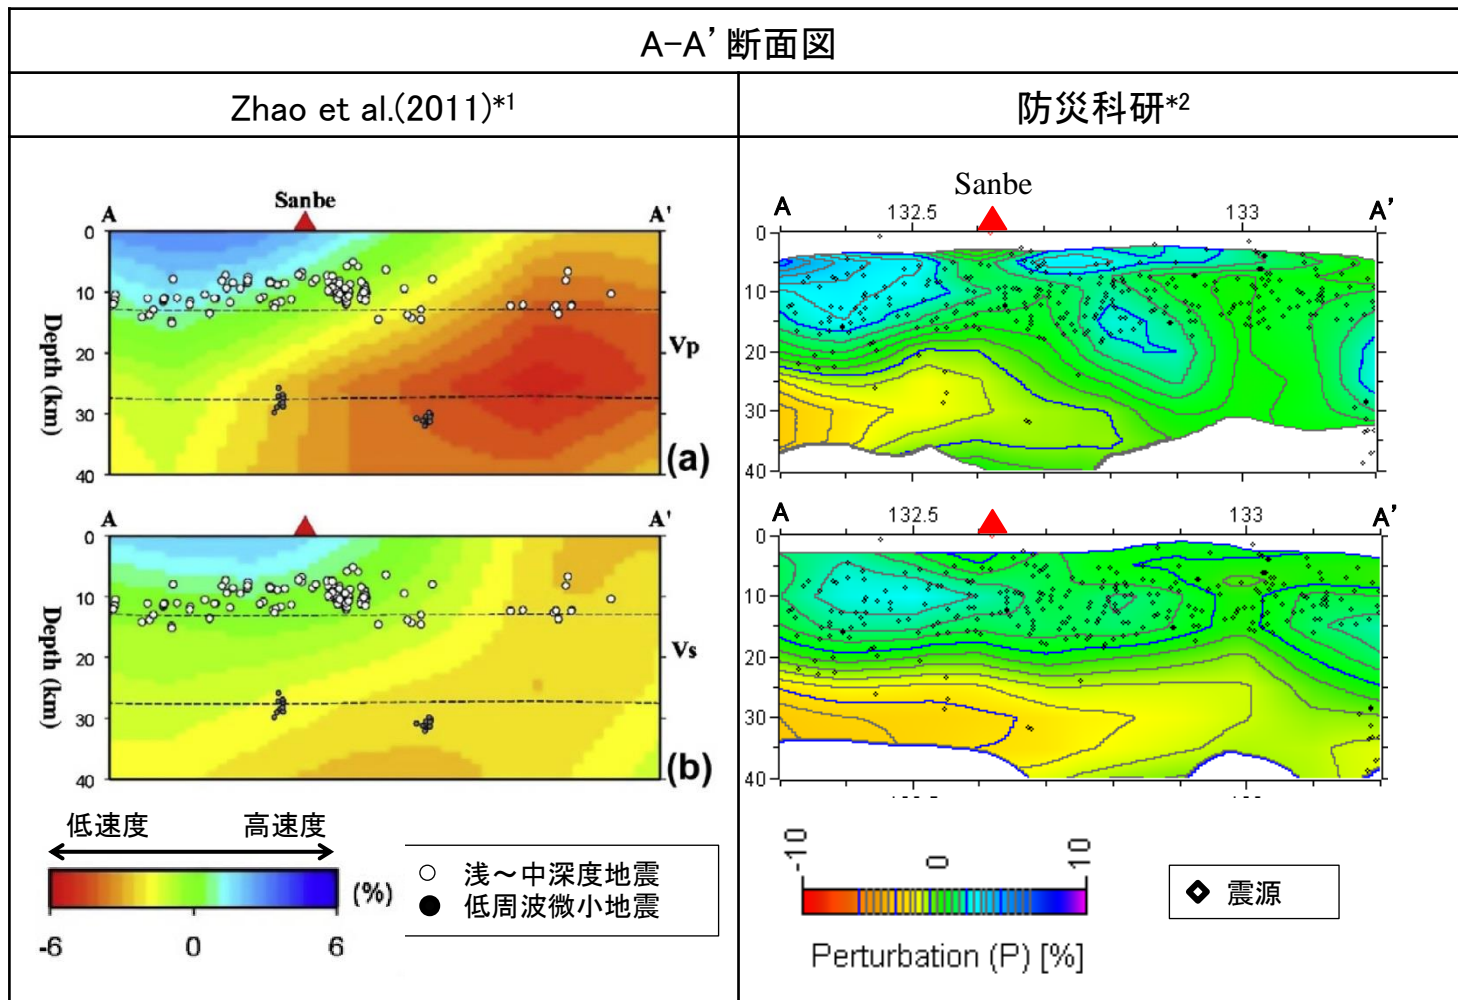 A-A’断面図
Zhao et al.(2011)*1
防災科研*2
Sanbe
A
A'
0
10
20
30
40
Depth (km)
Vp
(a)
A
A'
0
10
20
30
40
Depth (km)
Vs
(b)
低速度
高速度
(%)
-6
0
6
○ 浅～中深度地震
● 低周波微小地震
Sanbe
A
132.5
133
A’
0
10
20
30
40
A
132.5
133
A’
0
10
20
30
40
-10
0
10
Perturbation (P) [%]
震源